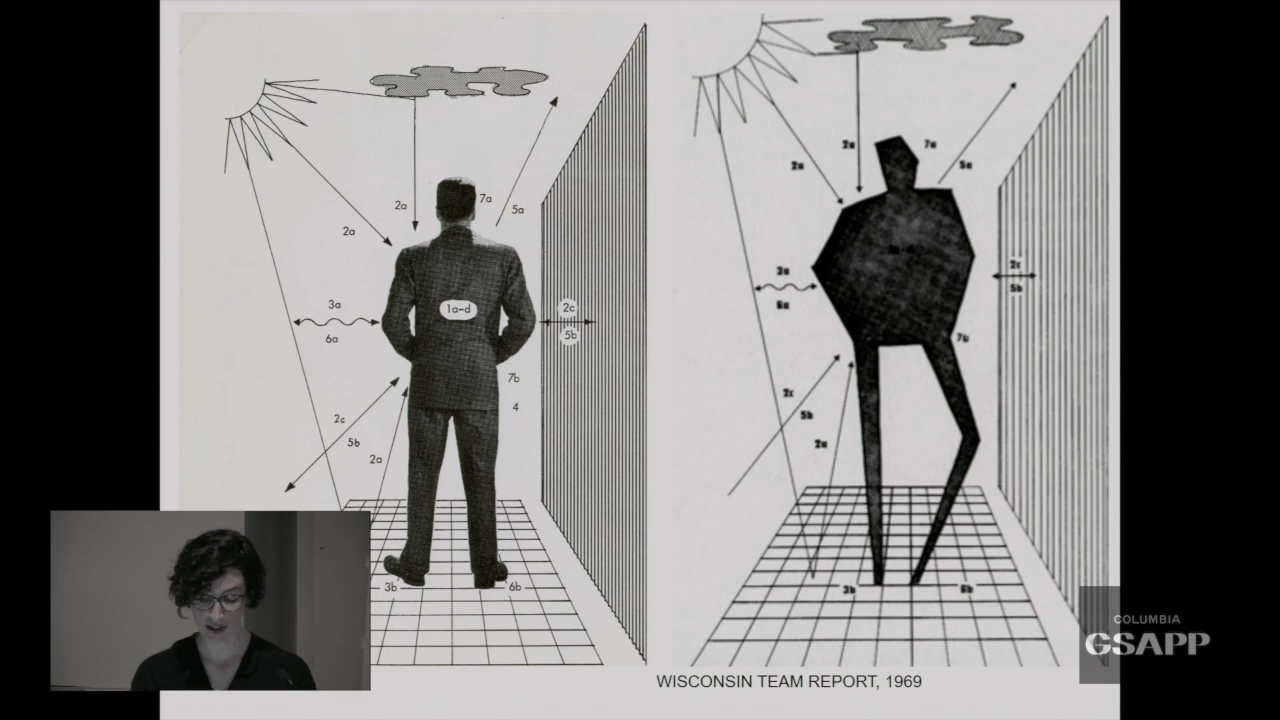 2a
7a
2a
5a
3a
6a
1a–d
2c
5b
7b
4
2c
5b
2a
3b
6b
2a
7a
2a
5a
3a
6a
2c
5b
7b
2c
5b
2a
3b
6b
WISCONSIN TEAM REPORT, 1969
COLUMBIA
GSAPP